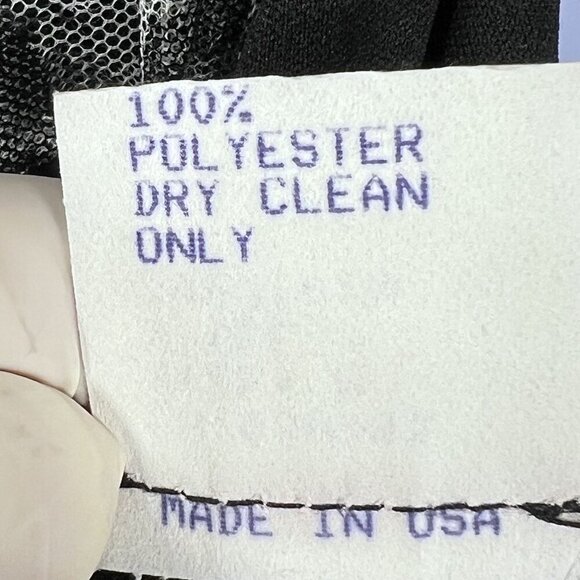 100%
POLYESTER
DRY CLEAN
ONLY
MADE IN USA